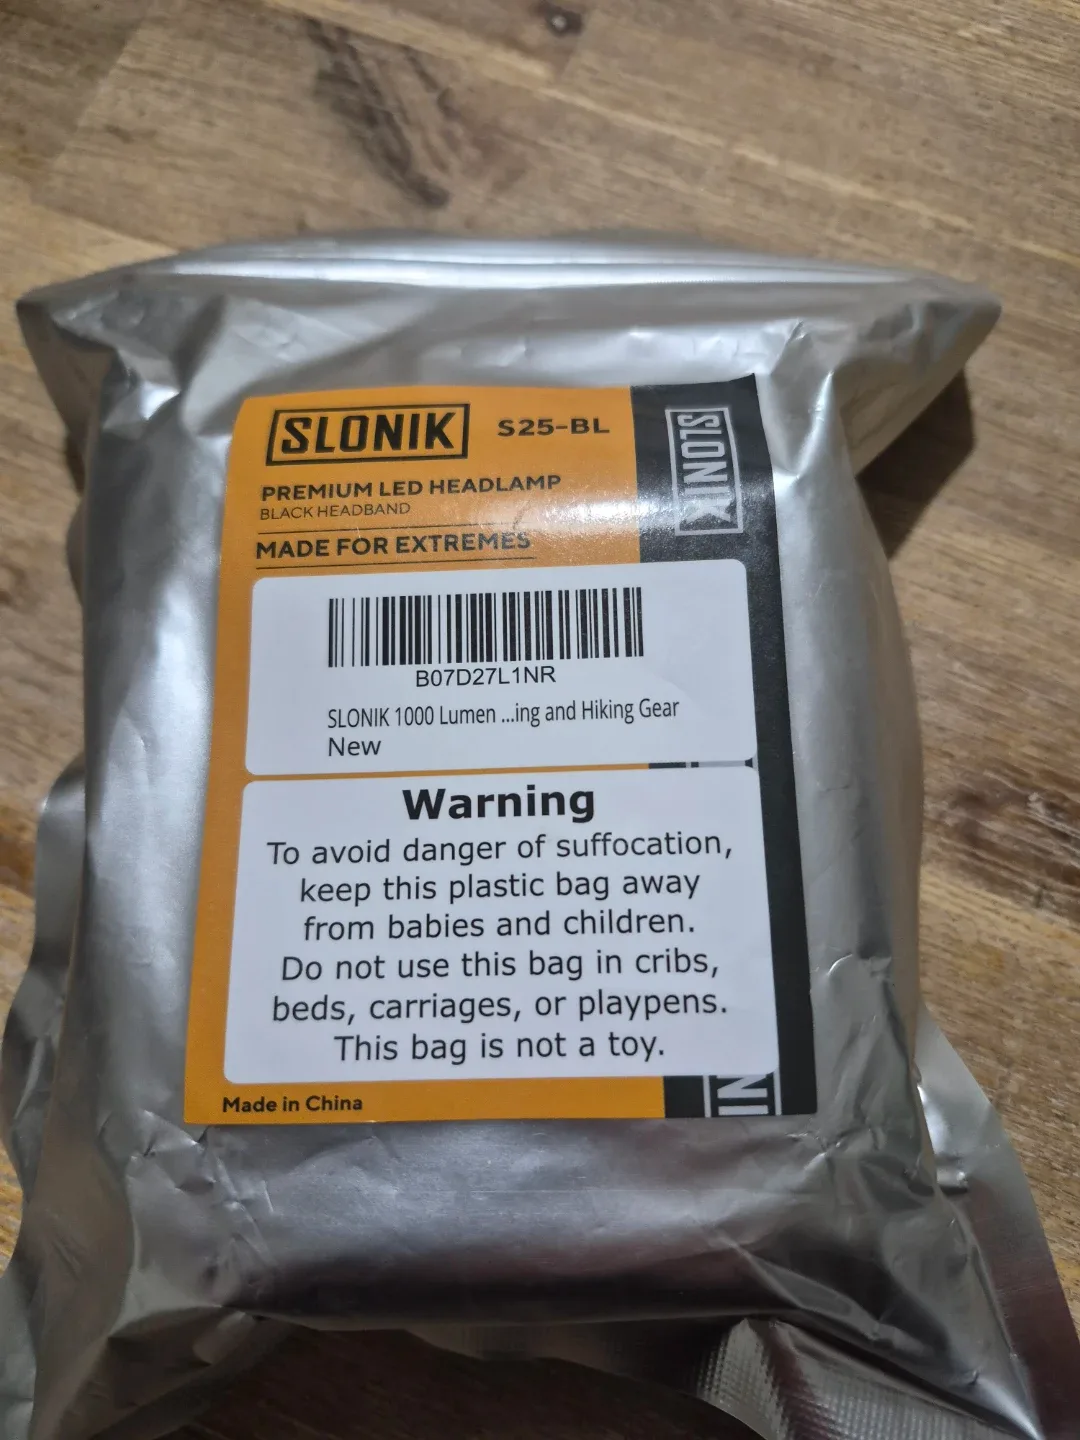 SLONIK
S25-BL
SLONIK
PREMIUM LED HEADLAMP
BLACK HEADBAND
MADE FOR EXTREMES
B07D27L1NR
SLONIK 1000 Lumen ...ing and Hiking Gear
New
Warning
To avoid danger of suffocation,
keep this plastic bag away
from babies and children.
Do not use this bag in cribs,
beds, carriages, or playpens.
This bag is not a toy.
Made in China